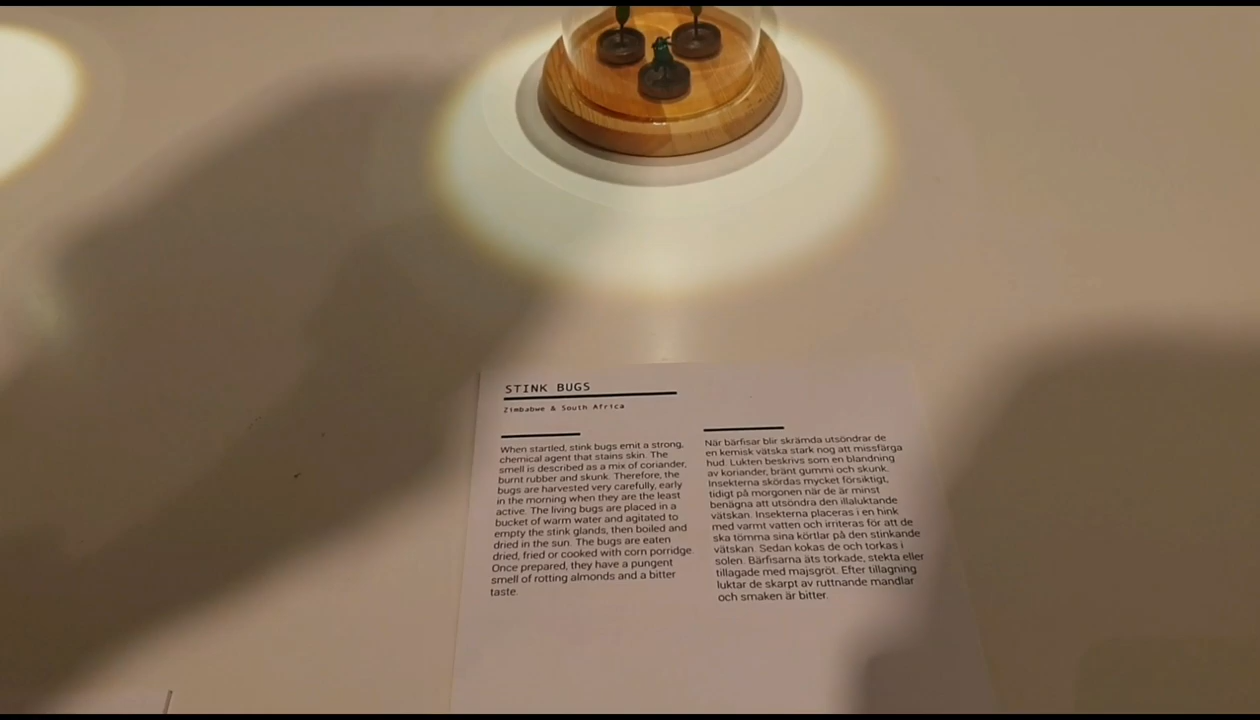 STINK BUGS
Zimbabwe & South Africa
When startled, stink bugs emit a strong,
chemical agent that stains skin. The
smell is described as a mix of coriander,
burnt rubber and skunk. Therefore, the
bugs are harvested very carefully, early
in the morning when they are the least
active. The living bugs are placed in a
bucket of warm water and agitated to
empty the stink glands, then boiled and
dried in the sun. The bugs are eaten
dried, fried or cooked with corn porridge.
Once prepared, they have a pungent
smell of rotting almonds and a bitter
taste.
När bärfisar blir skrämda utsöndrar de
en kemisk vätska stark nog att missfärga
hud. Lukten beskrivs som en blandning
av koriander, bränt gummi och skunk.
Insekterna skördas mycket försiktigt,
tidigt på morgonen när de är minst
benägna att utsöndra den illaluktande
vätskan. Insekterna placeras i en hink
med varmt vatten och irriteras för att de
ska tömma sina körtlar på den stinkande
vätskan. Sedan kokas de och torkas i
solen. Bärfisarna äts torkade, stekta eller
tillagade med majsgröt. Efter tillagning
luktar de skarpt av ruttnande mandlar
och smaken är bitter.